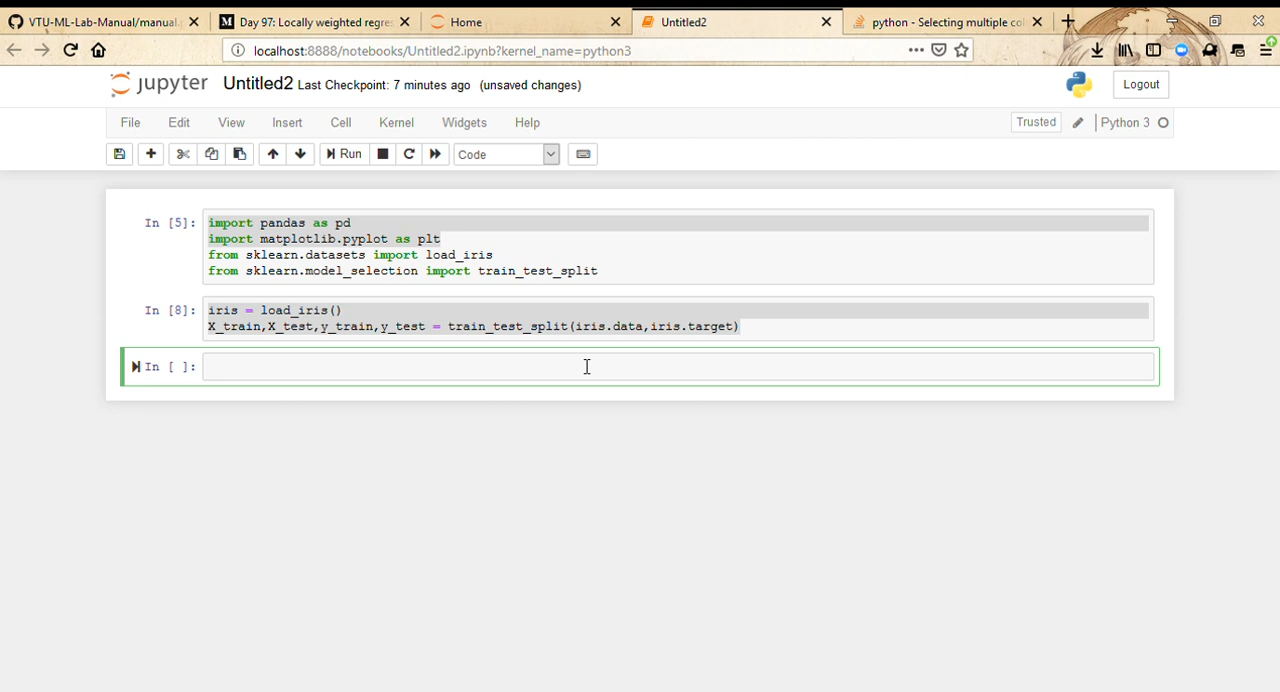 VTU-ML-Lab-Manual/manual.
Day 97: Locally weighted regres
Home
Untitled2
python - Selecting multiple col
localhost:8888/notebooks/Untitled2.ipynb?kernel_name=python3
jupyter Untitled2 Last Checkpoint: 7 minutes ago (unsaved changes)
Logout
File Edit View Insert Cell Kernel Widgets Help
Trusted Python 3
Run Code
In [5]:
import pandas as pd
import matplotlib.pyplot as plt
from sklearn.datasets import load_iris
from sklearn.model_selection import train_test_split
In [8]:
iris = load_iris()
X_train,X_test,y_train,y_test = train_test_split(iris.data,iris.target)
In [ ]: